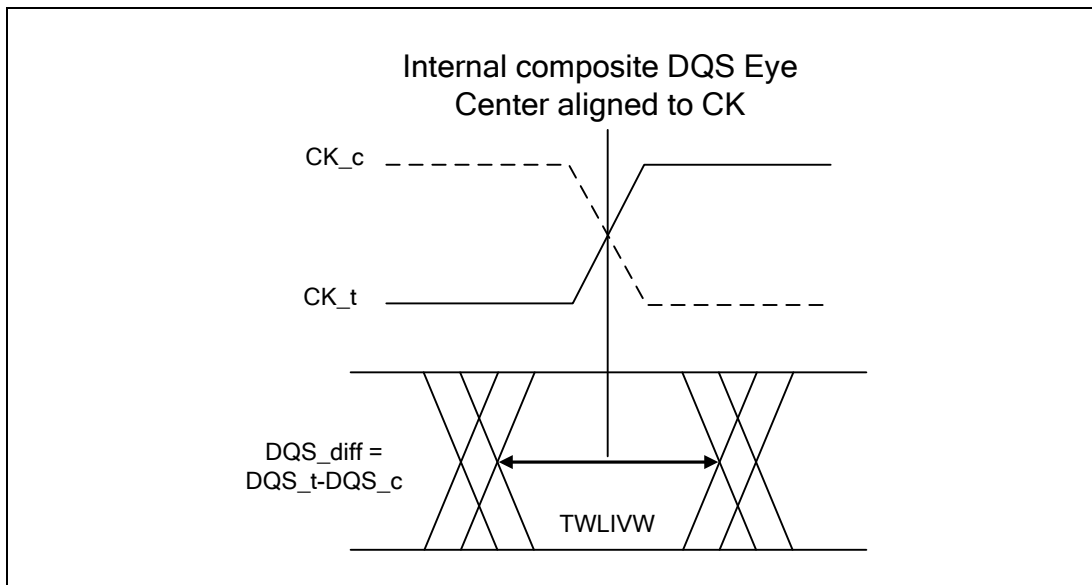 Internal composite DQS Eye
Center aligned to CK
CK_c
CK_t
DQS_diff =
DQS_t-DQS_c
TWLIVW